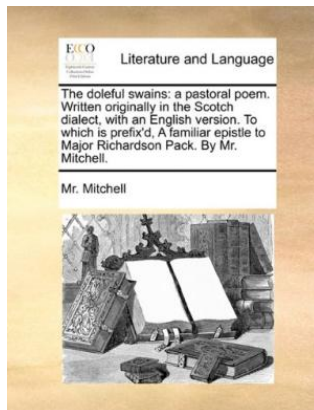 ECCO
Literature and Language
The doleful swains: a pastoral poem.
Written originally in the Scotch
dialect, with an English version. To
which is prefix'd, A familiar epistle to
Major Richardson Pack. By Mr.
Mitchell.
Mr. Mitchell